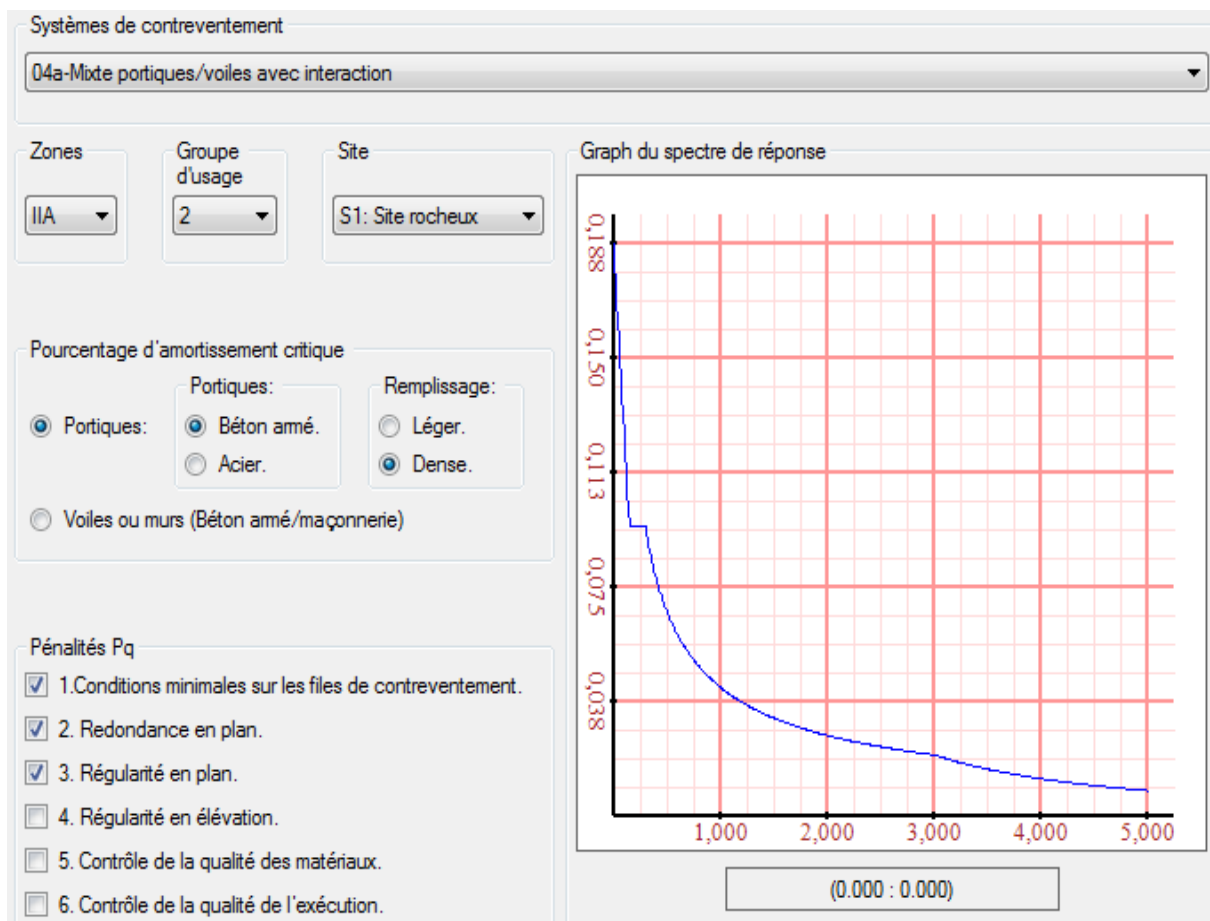 Systèmes de contreventement
04a-Mixte portiques/voiles avec interaction
Zones
IIA
Groupe
d'usage
2
Site
S1: Site rocheux
Pourcentage d'amortissement critique
Portiques:
Portiques:
Béton armé.
Acier.
Remplissage:
Léger.
Dense.
Voiles ou murs (Béton armé/maçonnerie)
Pénalités Pq
1.Conditions minimales sur les files de contreventement.
2. Redondance en plan.
3. Régularité en plan.
4. Régularité en élévation.
5. Contrôle de la qualité des matériaux.
6. Contrôle de la qualité de l'exécution.
Graph du spectre de réponse
0,188
0,150
0,113
0,075
0,038
1,000 2,000 3,000 4,000 5,000
(0.000 : 0.000)